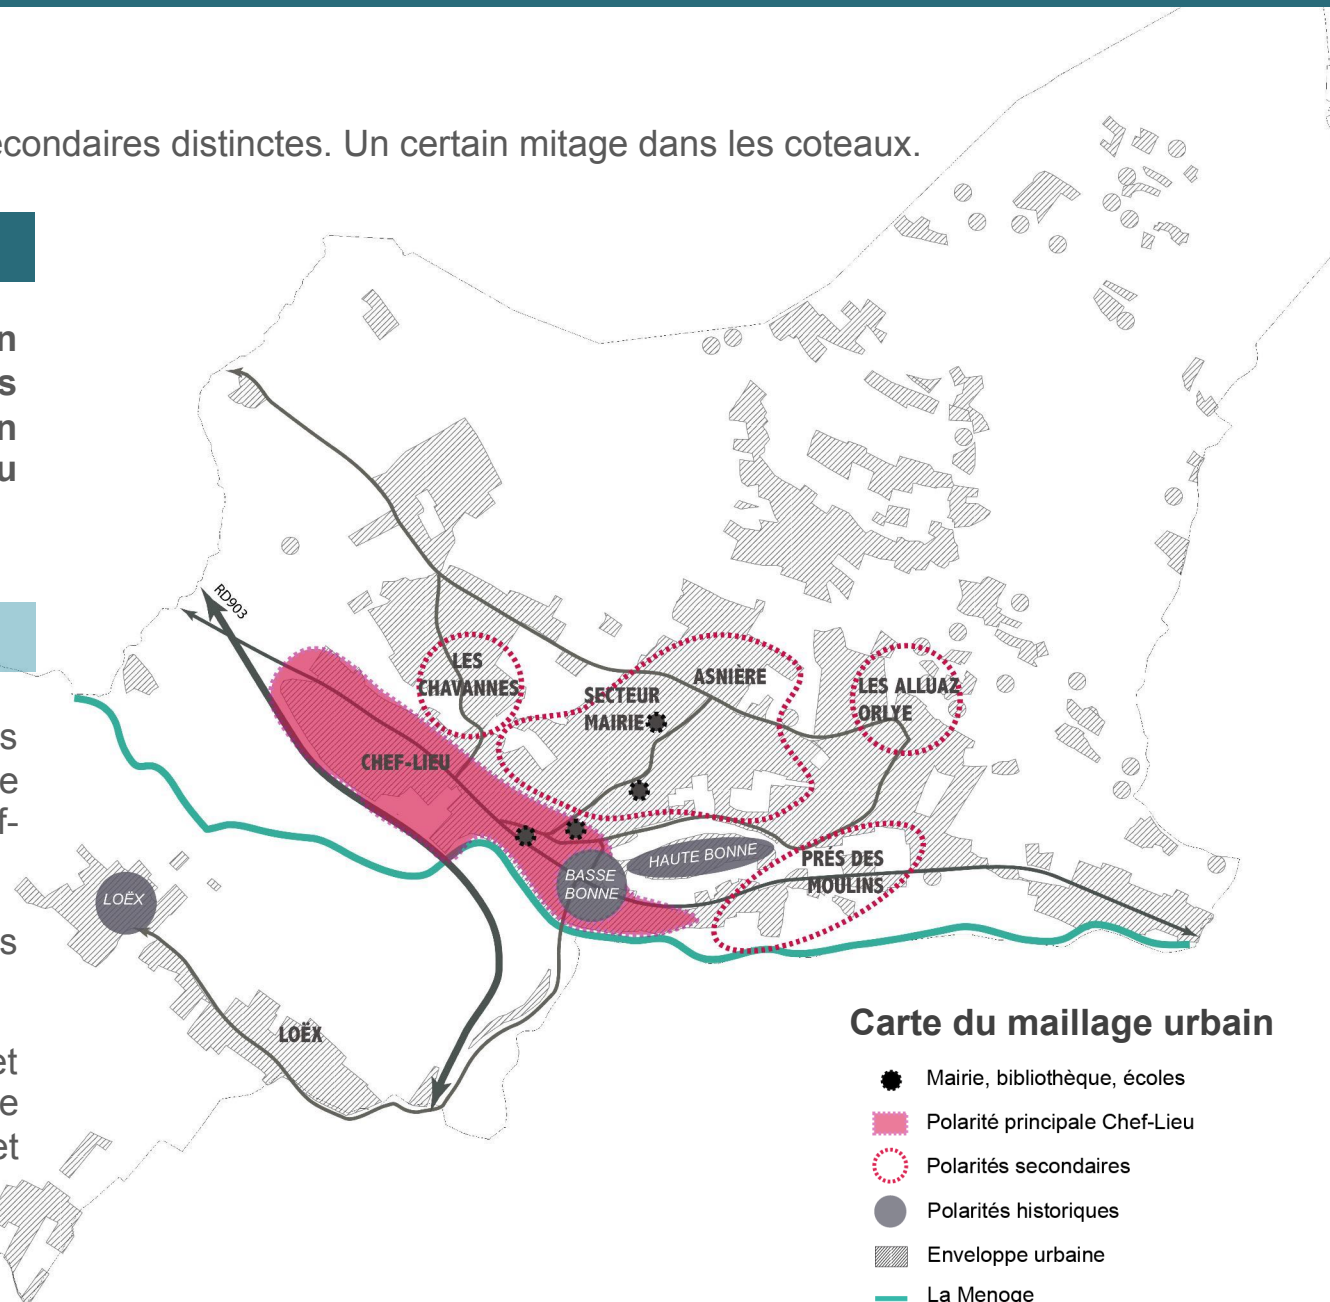 econdaires distinctes. Un certain mitage dans les coteaux.
n
s
n
u
s
e
f-
s
et
e
et
RD903
LES
CHAVANNES
SECTEUR
MAIRIE
ASNIÈRE
LES ALLUAZ
ORLYE
CHEF-LIEU
HAUTE BONNE
BASSE
BONNE
PRÉS DES
MOULINS
LOËX
LOËX
Carte du maillage urbain
Mairie, bibliothèque, écoles
Polarité principale Chef-Lieu
Polarités secondaires
Polarités historiques
Enveloppe urbaine
La Menoge